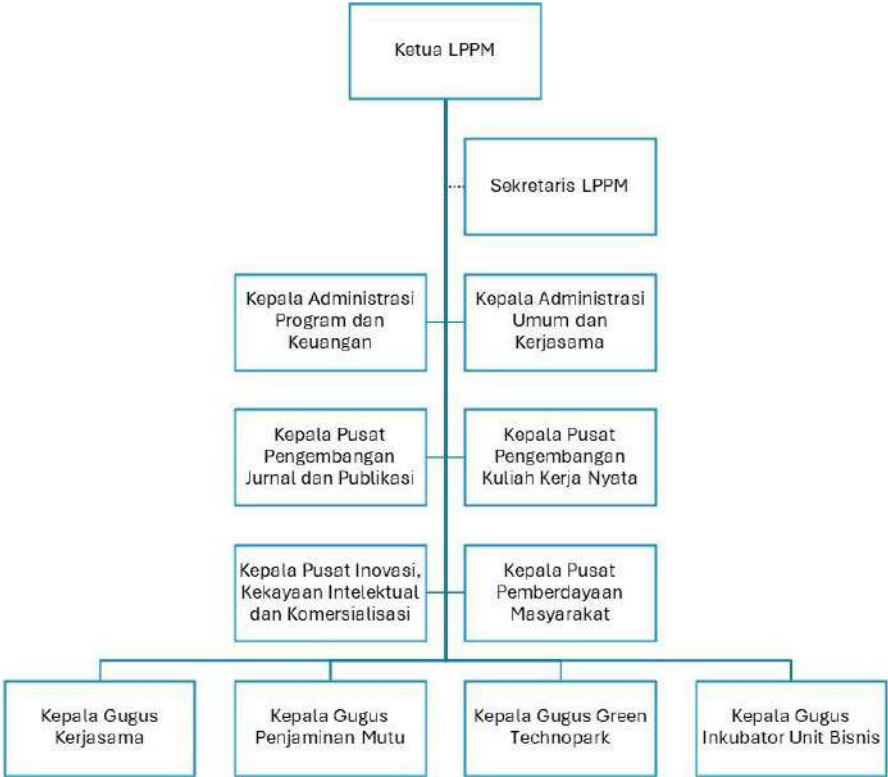 Ketua LPPM
Sekretaris LPPM
Kepala Administrasi
Program dan
Keuangan
Kepala Administrasi
Umum dan
Kerjasama
Kepala Pusat
Pengembangan
Jurnal dan Publikasi
Kepala Pusat
Pengembangan
Kuliah Kerja Nyata
Kepala Pusat Inovasi,
Kekayaan Intelektual
dan Komersialisasi
Kepala Pusat
Pemberdayaan
Masyarakat
Kepala Gugus
Kerjasama
Kepala Gugus
Penjaminan Mutu
Kepala Gugus Green
Technopark
Kepala Gugus
Inkubator Unit Bisnis